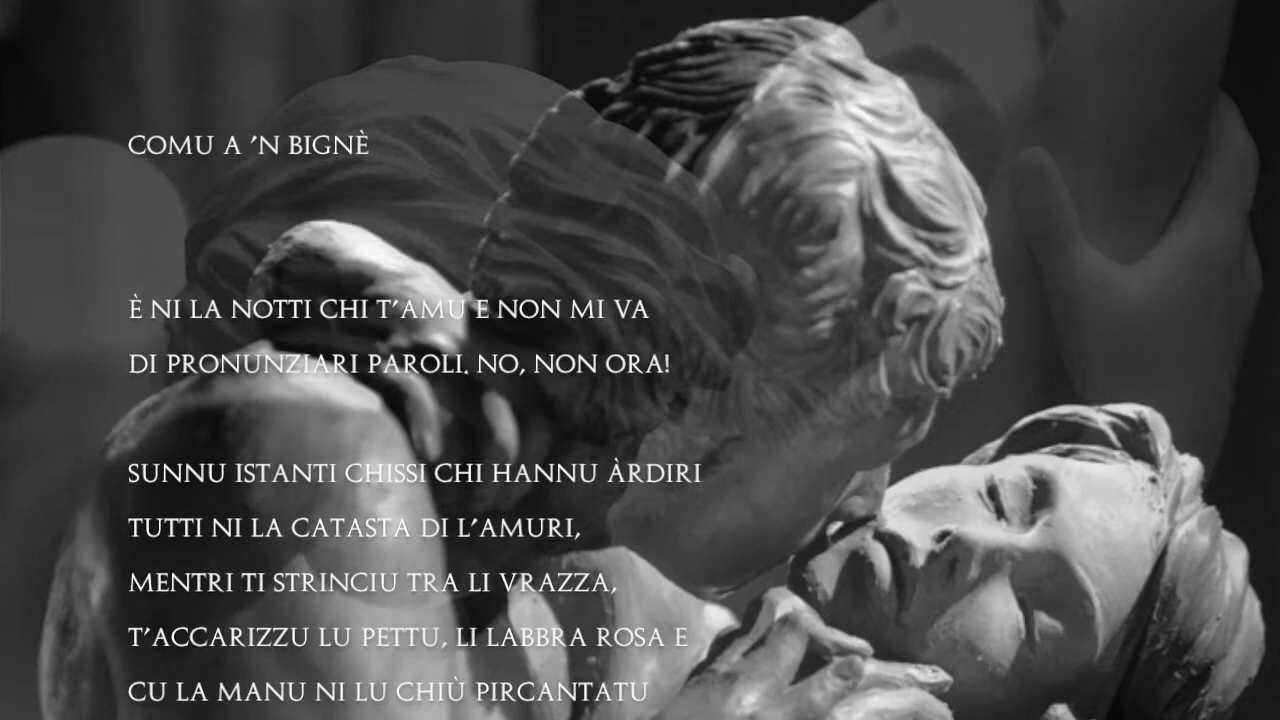 COMU A 'N BIGNÈ
È NI LA NOTTI CHI T'AMU E NON MI VA
DI PRONUNZIARI PAROLI. NO, NON ORA!
SUNNU ISTANTI CHISSI CHI HANNU ÀRDIRI
TUTTI NI LA CATASTA DI L'AMURI,
MENTRI TI STRINCIU TRA LI VRAZZA,
T'ACCARIZZU LU PETTU, LI LABBRA ROSA E
CU LA MANU NI LU CHIÙ PIRCANTATU